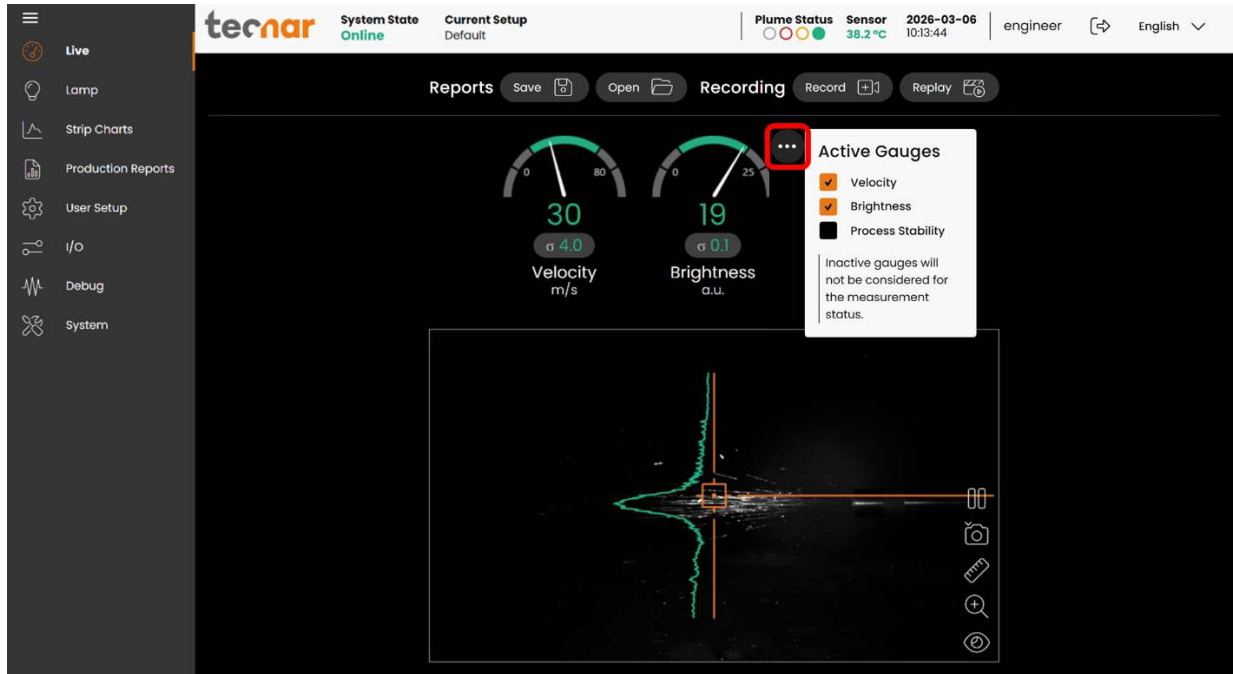 tecnar
System State
Online
Current Setup
Default
Plume Status
Sensor
38.2 °C
2026-03-06
10:13:44
engineer
English
Live
Lamp
Strip Charts
Production Reports
User Setup
I/O
Debug
System
Reports
Save
Open
Recording
Record
Replay
0
80
30
σ 4.0
Velocity
m/s
0
25
19
σ 0.1
Brightness
a.u.
Active Gauges
Velocity
Brightness
Process Stability
Inactive gauges will
not be considered for
the measurement
status.